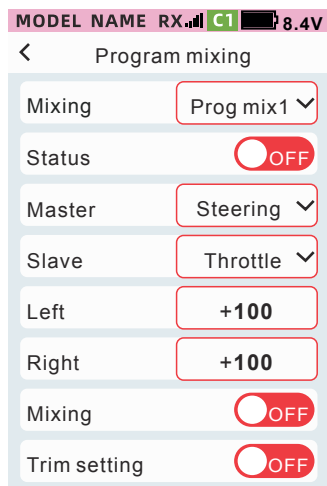 MODEL NAME RX C1 8.4V
Program mixing
Mixing Prog mix1
Status OFF
Master Steering
Slave Throttle
Left +100
Right +100
Mixing OFF
Trim setting OFF